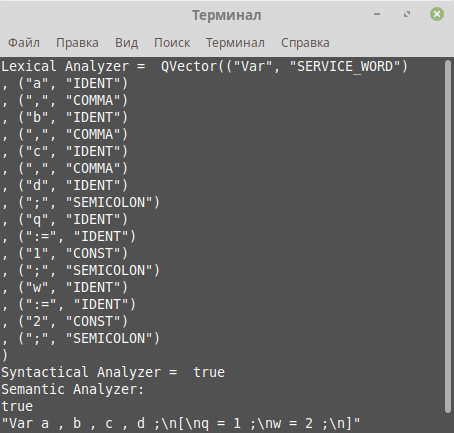 Терминал
Файл Правка Вид Поиск Терминал Справка
Lexical Analyzer =  QVector(("Var", "SERVICE_WORD")
, ("a", "IDENT")
, (",", "COMMA")
, ("b", "IDENT")
, (",", "COMMA")
, ("c", "IDENT")
, (",", "COMMA")
, ("d", "IDENT")
, (";", "SEMICOLON")
, ("q", "IDENT")
, (":=", "IDENT")
, ("1", "CONST")
, (";", "SEMICOLON")
, ("w", "IDENT")
, (":=", "IDENT")
, ("2", "CONST")
, (";", "SEMICOLON")
)
Syntactical Analyzer =  true
Semantic Analyzer:
true
"Var a , b , c , d ;\n[\nq = 1 ;\nw = 2 ;\n]"